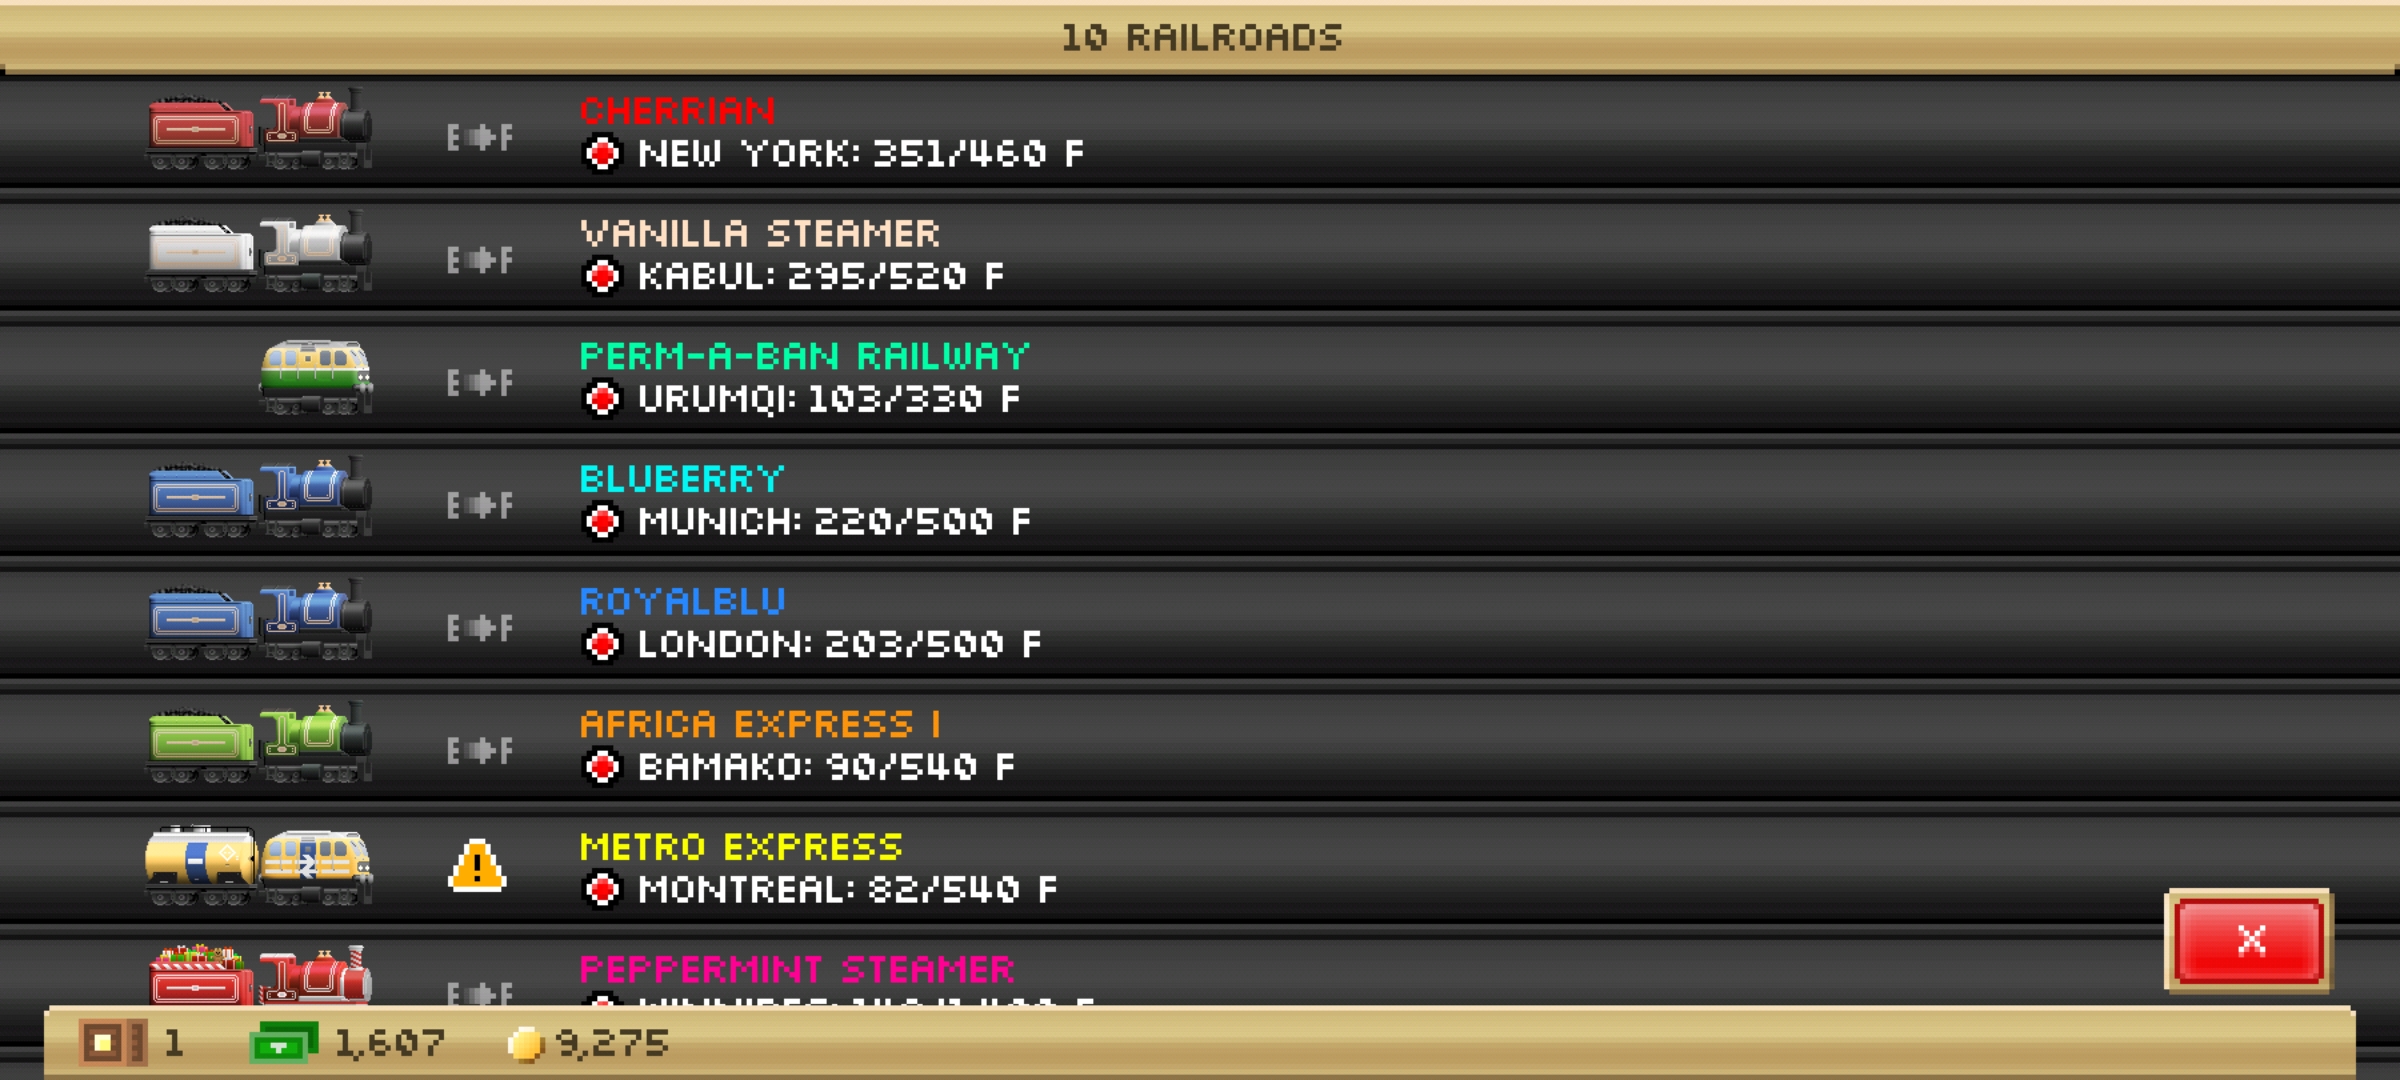 10 RAILROADS
CHERRIAN
E F NEW YORK: 351/460 F
VANILLA STEAMER
E F KABUL: 295/520 F
PERM-A-BAN RAILWAY
E F URUMQI: 103/330 F
BLUBERRY
E F MUNICH: 220/500 F
ROYALBLU
E F LONDON: 203/500 F
AFRICA EXPRESS I
E F BAMAKO: 90/540 F
METRO EXPRESS
! MONTREAL: 82/540 F
PEPPERMINT STEAMER
E F
X
1 1,607 9,275